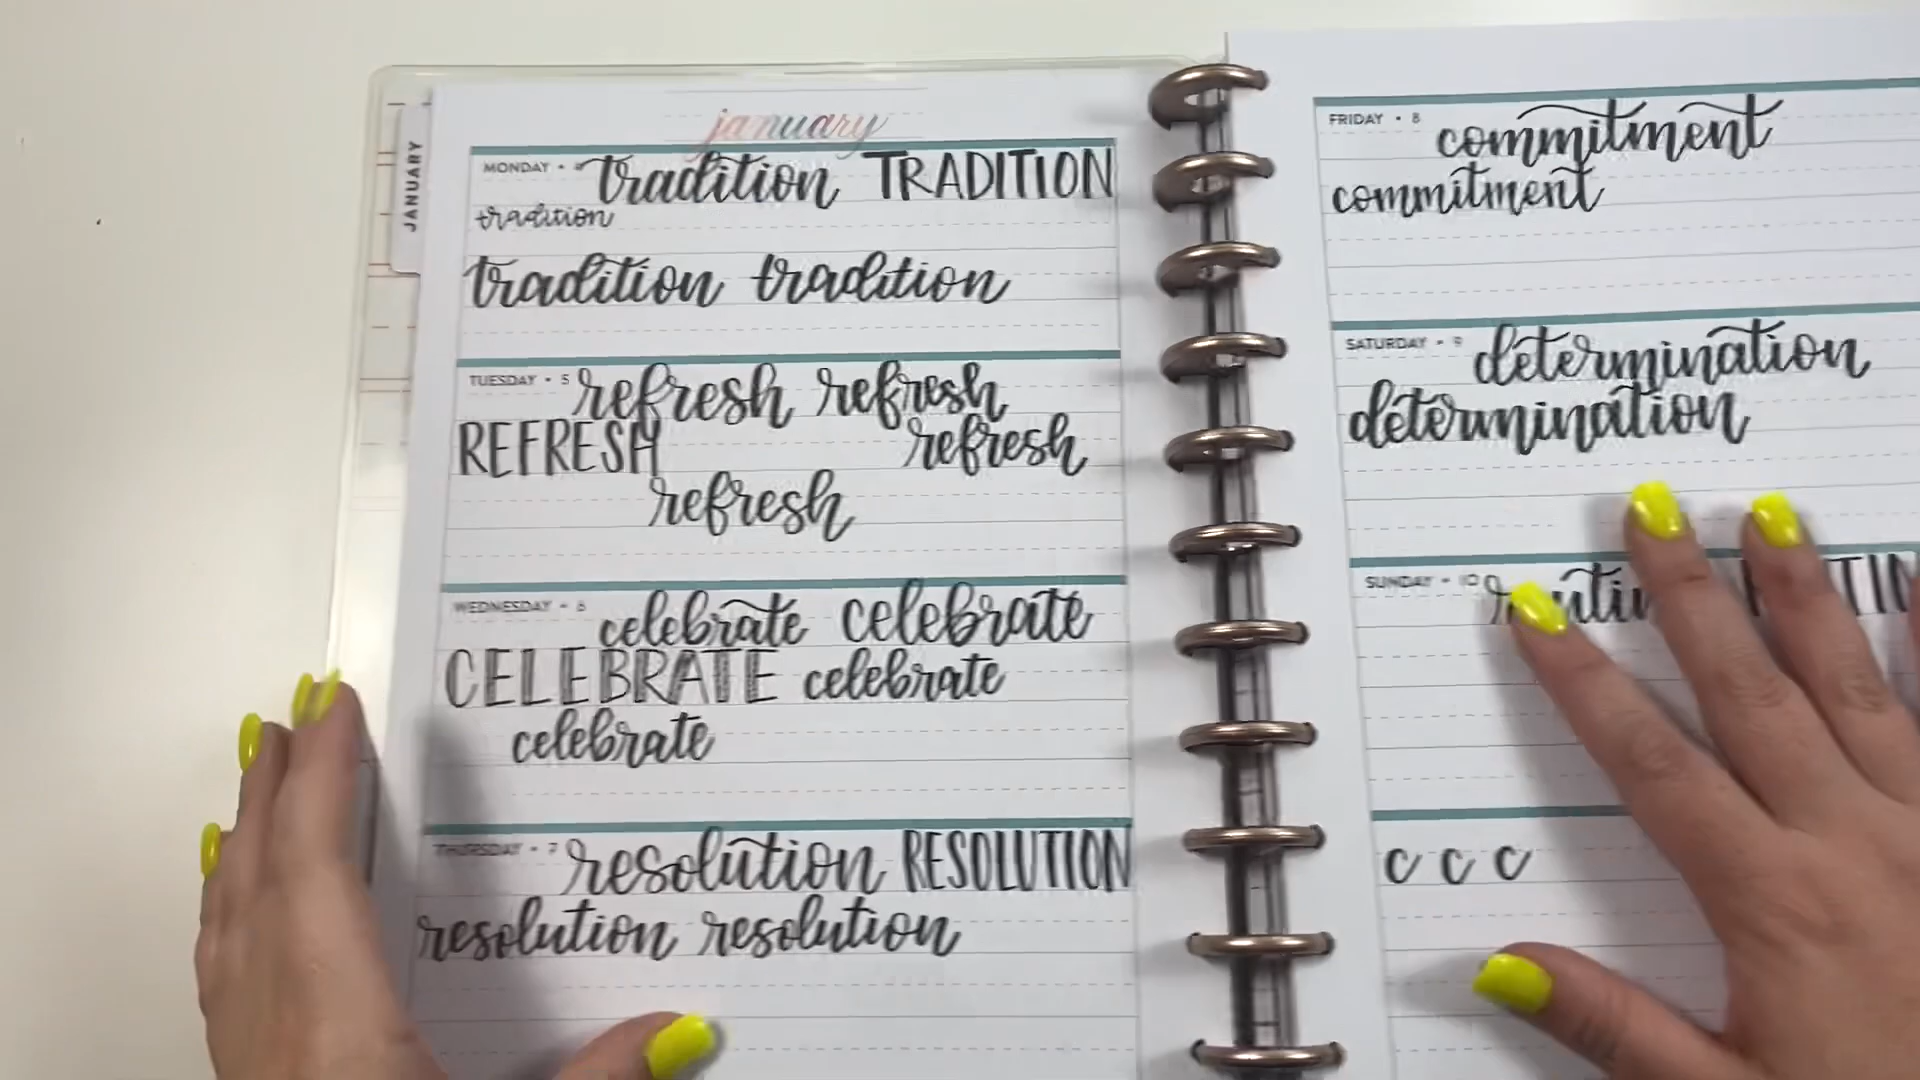 january
JANUARY
MONDAY • tradition TRADITION
tradition
tradition tradition
TUESDAY • 5 refresh refresh
REFRESH refresh
refresh
WEDNESDAY • 6 celebrate celebrate
CELEBRATE celebrate
celebrate
THURSDAY • 7 resolution RESOLUTION
resolution resolution
FRIDAY • 8 commitment
commitment
SATURDAY • 9 determination
determination
SUNDAY • 10
c c c